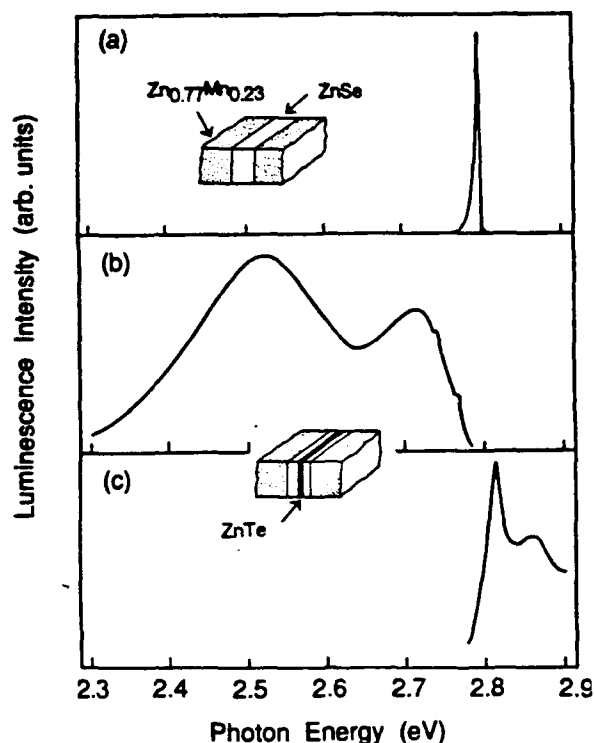 (a)
Zn0.77Mn0.23
ZnSe
(b)
(c)
ZnTe
2.3 2.4 2.5 2.6 2.7 2.8 2.9
Photon Energy (eV)
Luminescence Intensity (arb. units)